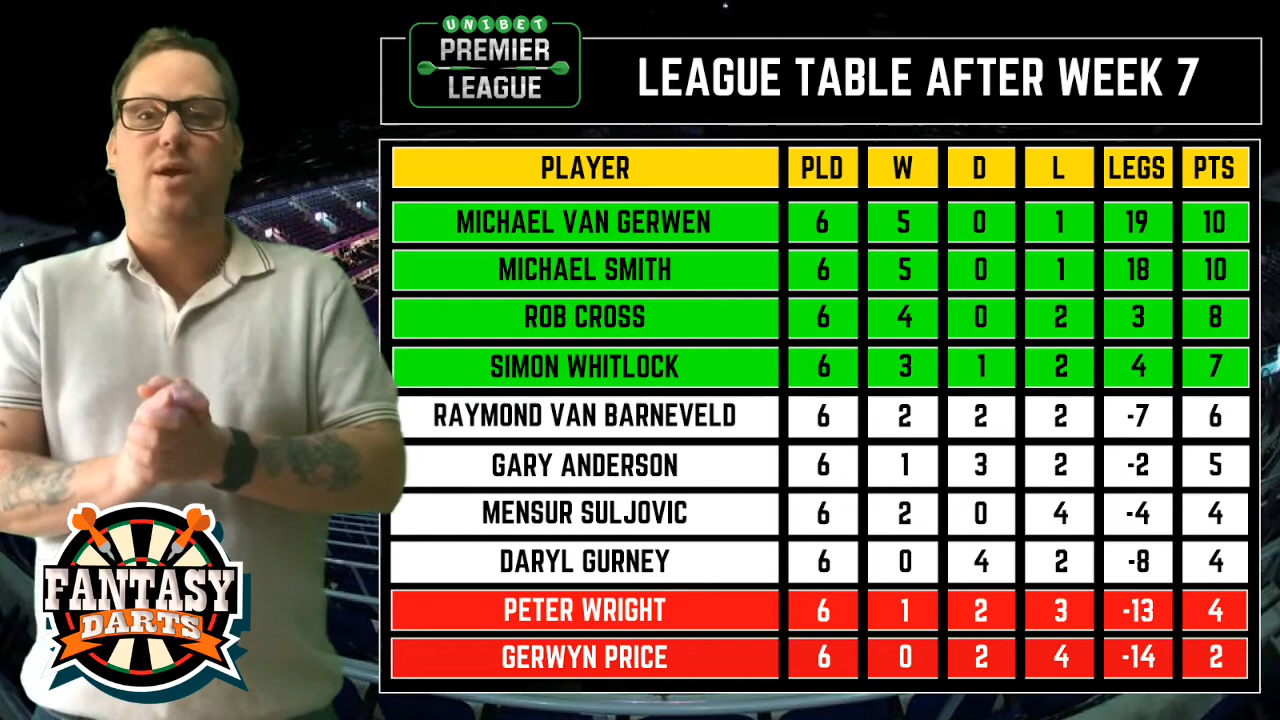 UNIBET
PREMIER
LEAGUE
LEAGUE TABLE AFTER WEEK 7
PLAYER PLD W D L LEGS PTS
MICHAEL VAN GERWEN 6 5 0 1 19 10
MICHAEL SMITH 6 5 0 1 18 10
ROB CROSS 6 4 0 2 3 8
SIMON WHITLOCK 6 3 1 2 4 7
RAYMOND VAN BARNEVELD 6 2 2 2 -7 6
GARY ANDERSON 6 1 3 2 -2 5
MENSUR SULJOVIC 6 2 0 4 -4 4
DARYL GURNEY 6 0 4 2 -8 4
PETER WRIGHT 6 1 2 3 -13 4
GERWYN PRICE 6 0 2 4 -14 2
FANTASY
DARTS